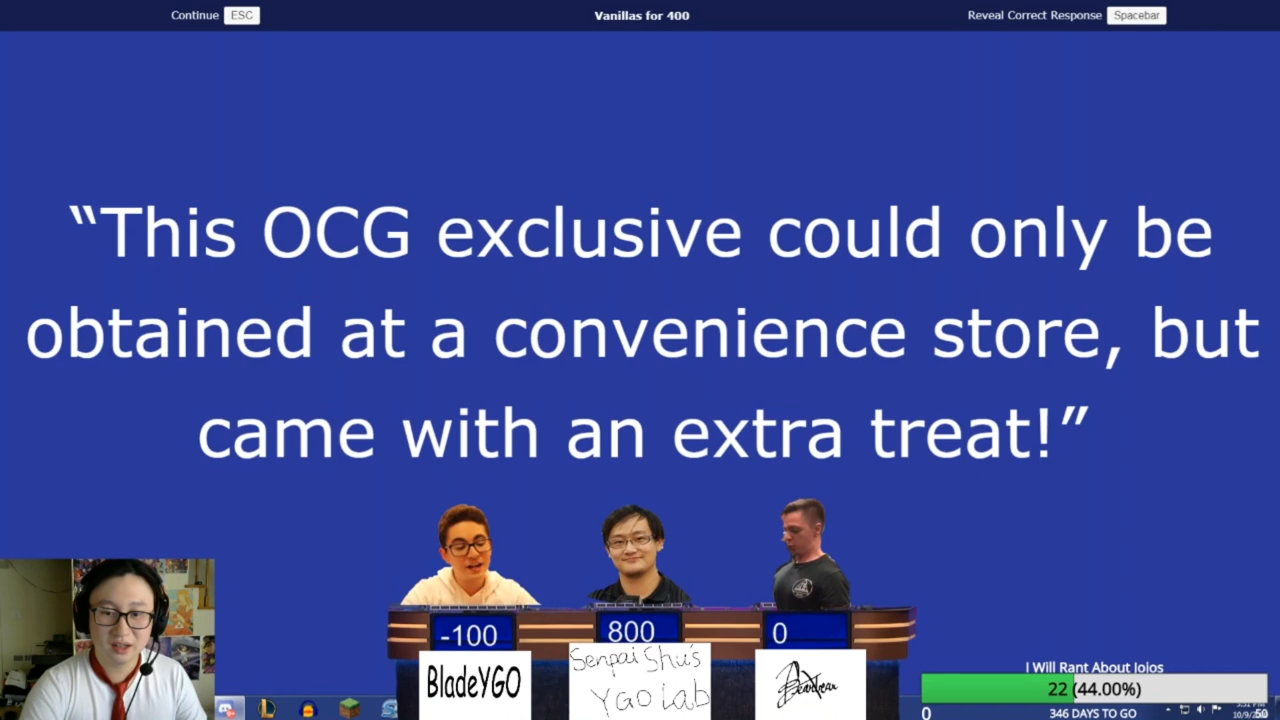 Continue ESC
Vanillas for 400
Reveal Correct Response Spacebar
“This OCG exclusive could only be
obtained at a convenience store, but
came with an extra treat!”
-100
800
0
BladeYGO
Senpai Shu's
YGO Lab
I Will Rant About Jojos
22 (44.00%)
0
346 DAYS TO GO
50